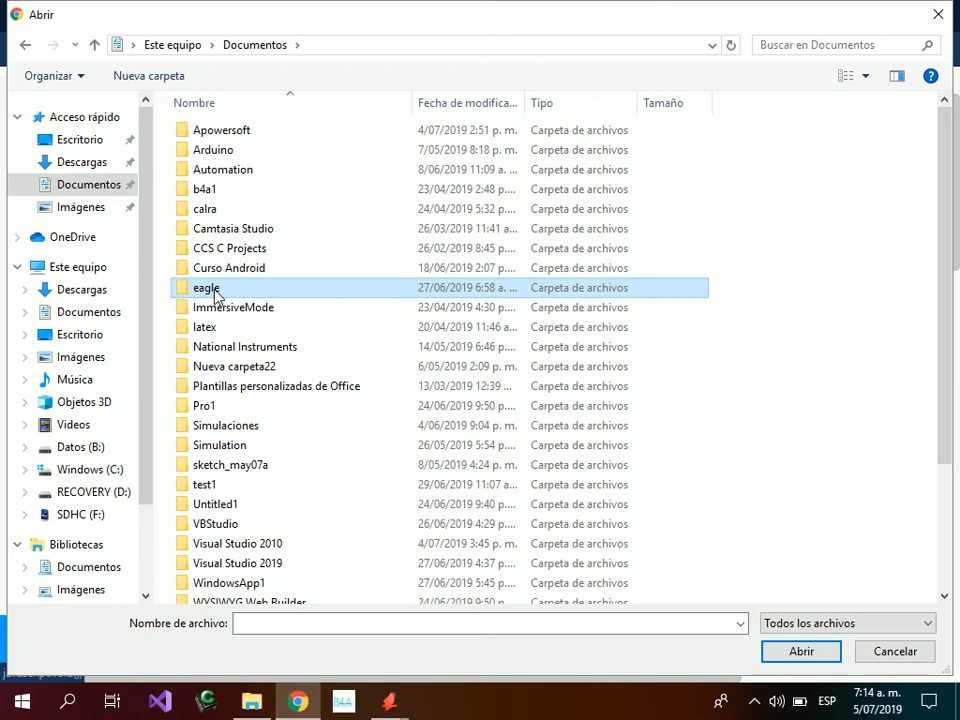 Abrir
Este equipo > Documentos >
Buscar en Documentos
Organizar
Nueva carpeta
Nombre
Fecha de modifica...
Tipo
Tamaño
Acceso rápido
Escritorio
Descargas
Documentos
Imágenes
OneDrive
Este equipo
Descargas
Documentos
Escritorio
Imágenes
Música
Objetos 3D
Videos
Datos (B:)
Windows (C:)
RECOVERY (D:)
SDHC (F:)
Bibliotecas
Documentos
Imágenes
Apowersoft 4/07/2019 2:51 p. m. Carpeta de archivos
Arduino 7/05/2019 8:18 p. m. Carpeta de archivos
Automation 8/06/2019 11:09 a. ... Carpeta de archivos
b4a1 23/04/2019 2:48 p.... Carpeta de archivos
calra 24/04/2019 5:32 p.... Carpeta de archivos
Camtasia Studio 26/03/2019 11:41 a... Carpeta de archivos
CCS C Projects 26/02/2019 8:45 p.... Carpeta de archivos
Curso Android 18/06/2019 2:07 p.... Carpeta de archivos
eagle 27/06/2019 6:58 a. ... Carpeta de archivos
ImmersiveMode 23/04/2019 4:30 p.... Carpeta de archivos
latex 20/04/2019 11:46 a... Carpeta de archivos
National Instruments 14/05/2019 6:46 p.... Carpeta de archivos
Nueva carpeta22 6/05/2019 2:09 p. m. Carpeta de archivos
Plantillas personalizadas de Office 13/03/2019 12:39 ... Carpeta de archivos
Pro1 24/06/2019 9:50 p.... Carpeta de archivos
Simulaciones 4/06/2019 9:04 p. m. Carpeta de archivos
Simulation 26/05/2019 5:54 p.... Carpeta de archivos
sketch_may07a 8/05/2019 4:24 p. m. Carpeta de archivos
test1 29/06/2019 11:07 a... Carpeta de archivos
Untitled1 24/06/2019 9:40 p.... Carpeta de archivos
VBStudio 26/06/2019 4:29 p.... Carpeta de archivos
Visual Studio 2010 4/07/2019 3:45 p. m. Carpeta de archivos
Visual Studio 2019 27/06/2019 4:37 p.... Carpeta de archivos
WindowsApp1 27/06/2019 5:45 p.... Carpeta de archivos
WYSIWYG Web Builder 24/06/2019 9:50 p.... Carpeta de archivos
Nombre de archivo:
Todos los archivos
Abrir
Cancelar
B4A
ESP
7:14 a. m.
5/07/2019